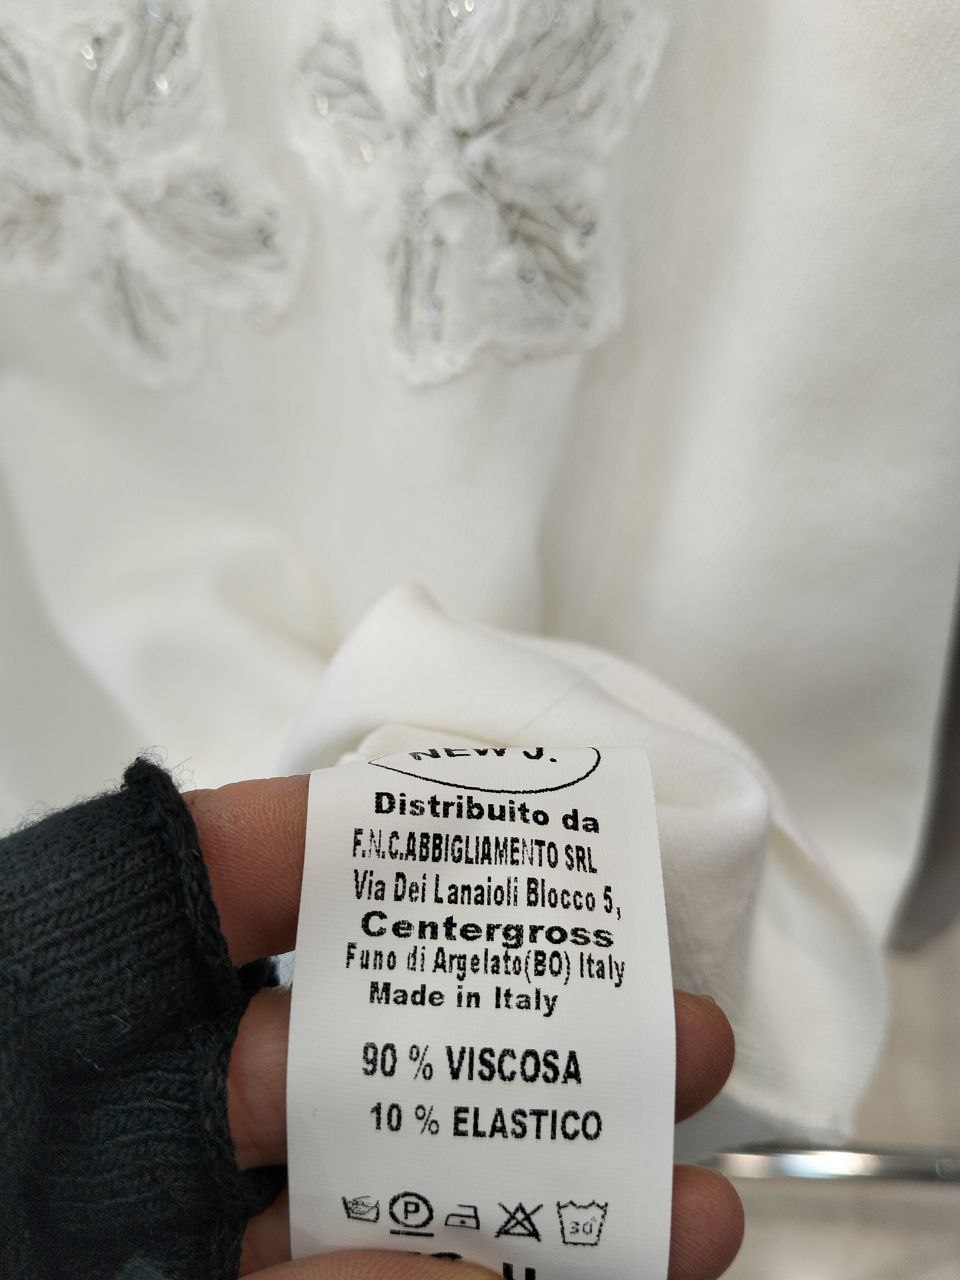 NEW J.
Distribuito da
F.N.C.ABBIGLIAMENTO SRL
Via Dei Lanaioli Blocco 5,
Centergross
Funo di Argelato(BO) Italy
Made in Italy
90 % VISCOSA
10 % ELASTICO
P 30°